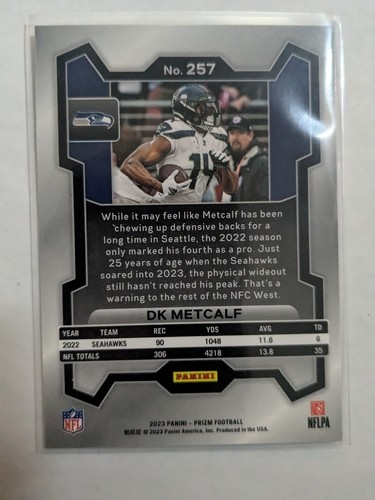 No. 257
14
While it may feel like Metcalf has been
chewing up defensive backs for a
long time in Seattle, the 2022 season
only marked his fourth as a pro. Just
25 years of age when the Seahawks
soared into 2023, the physical wideout
still hasn't reached his peak. That's a
warning to the rest of the NFC West.
DK METCALF
YEAR TEAM REC YDS AVG TD
2022 SEAHAWKS 90 1048 11.6 6
NFL TOTALS 306 4218 13.8 35
PANINI
NFL
2023 PANINI – PRIZM FOOTBALL
© 2023 Panini America, Inc. Produced in the USA.
NFLPA